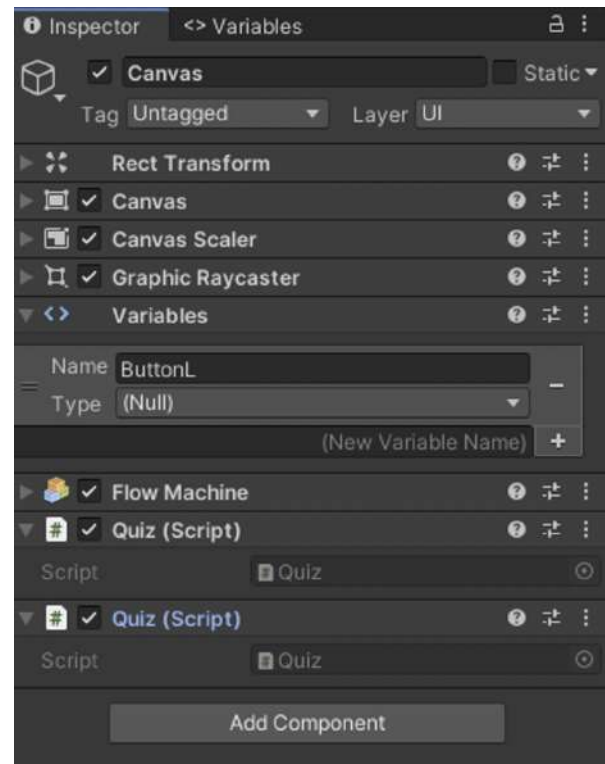 Inspector <> Variables
Canvas Static
Tag Untagged Layer UI
Rect Transform
Canvas
Canvas Scaler
Graphic Raycaster
<> Variables
Name ButtonL
Type (Null)
(New Variable Name) +
Flow Machine
# Quiz (Script)
Script # Quiz
# Quiz (Script)
Script # Quiz
Add Component